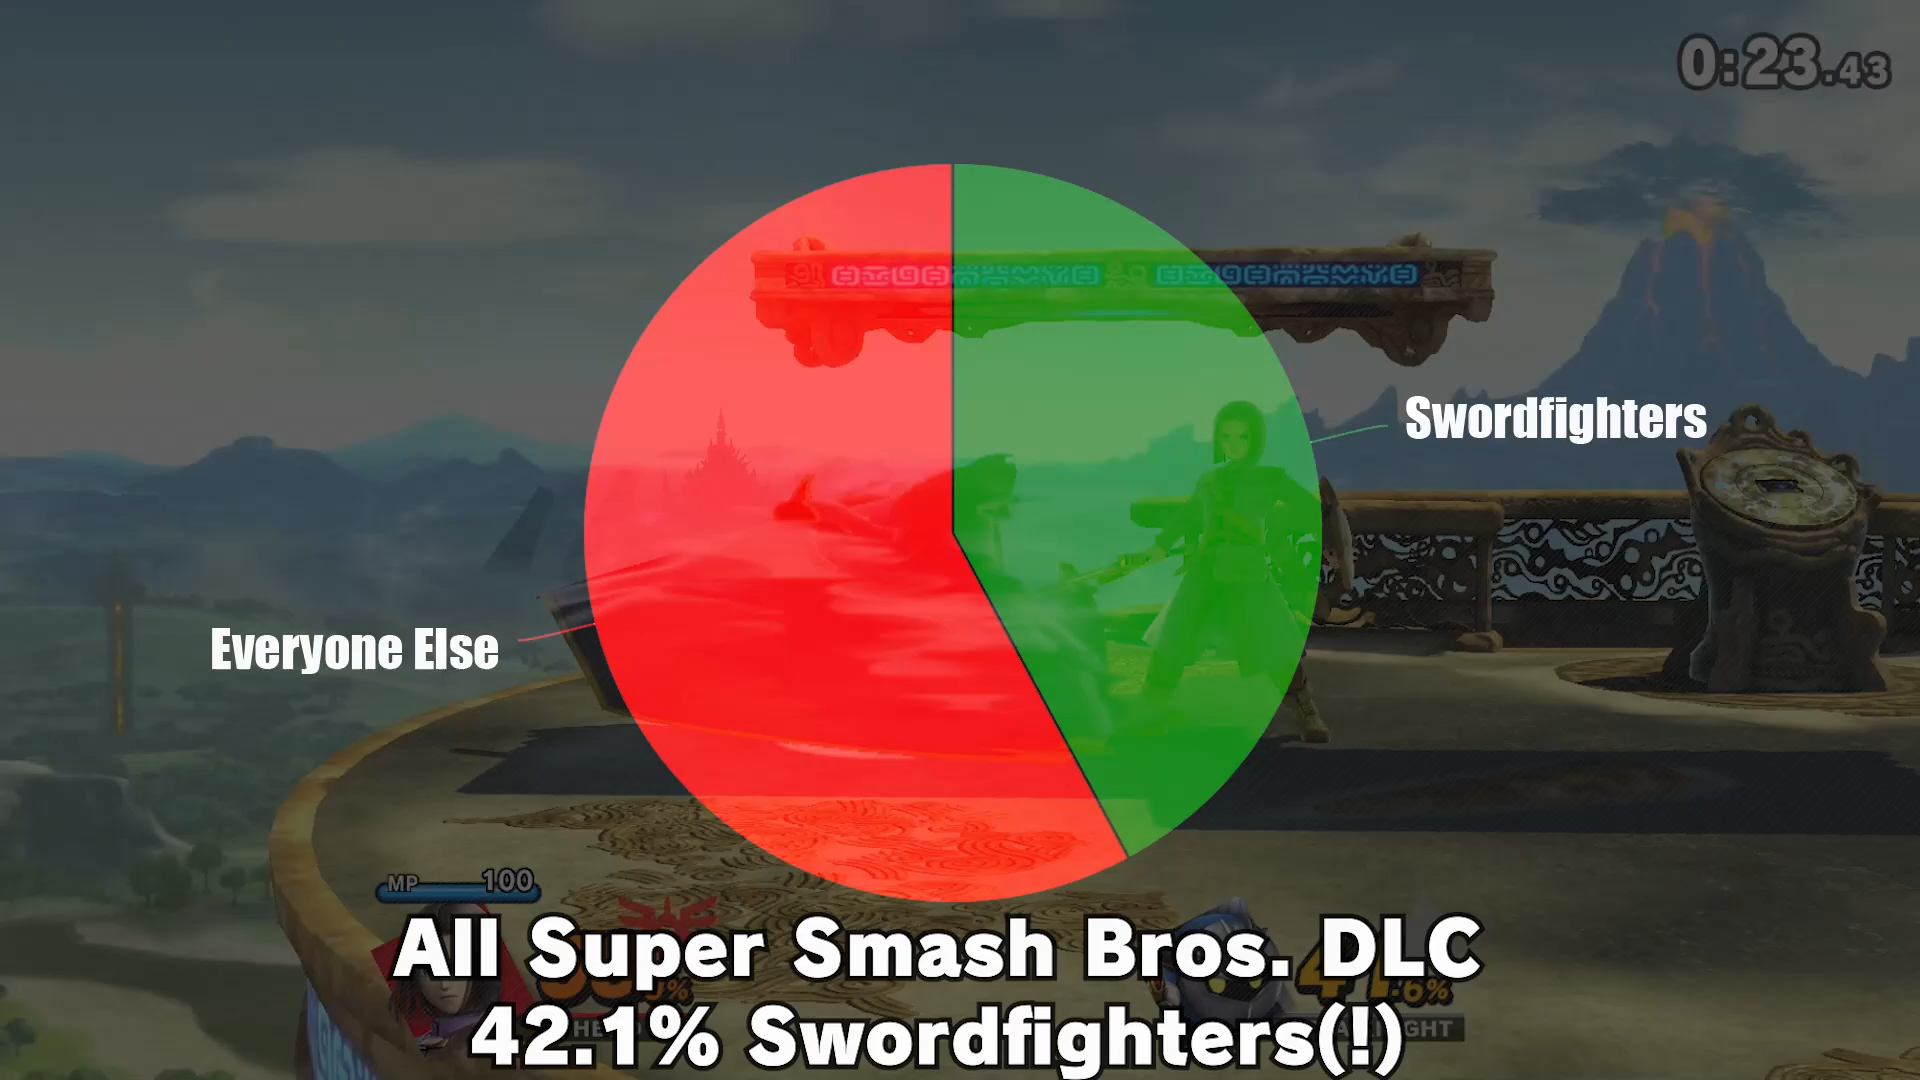 0:23.43
Swordfighters
Everyone Else
MP 100
All Super Smash Bros. DLC
42.1% Swordfighters(!)